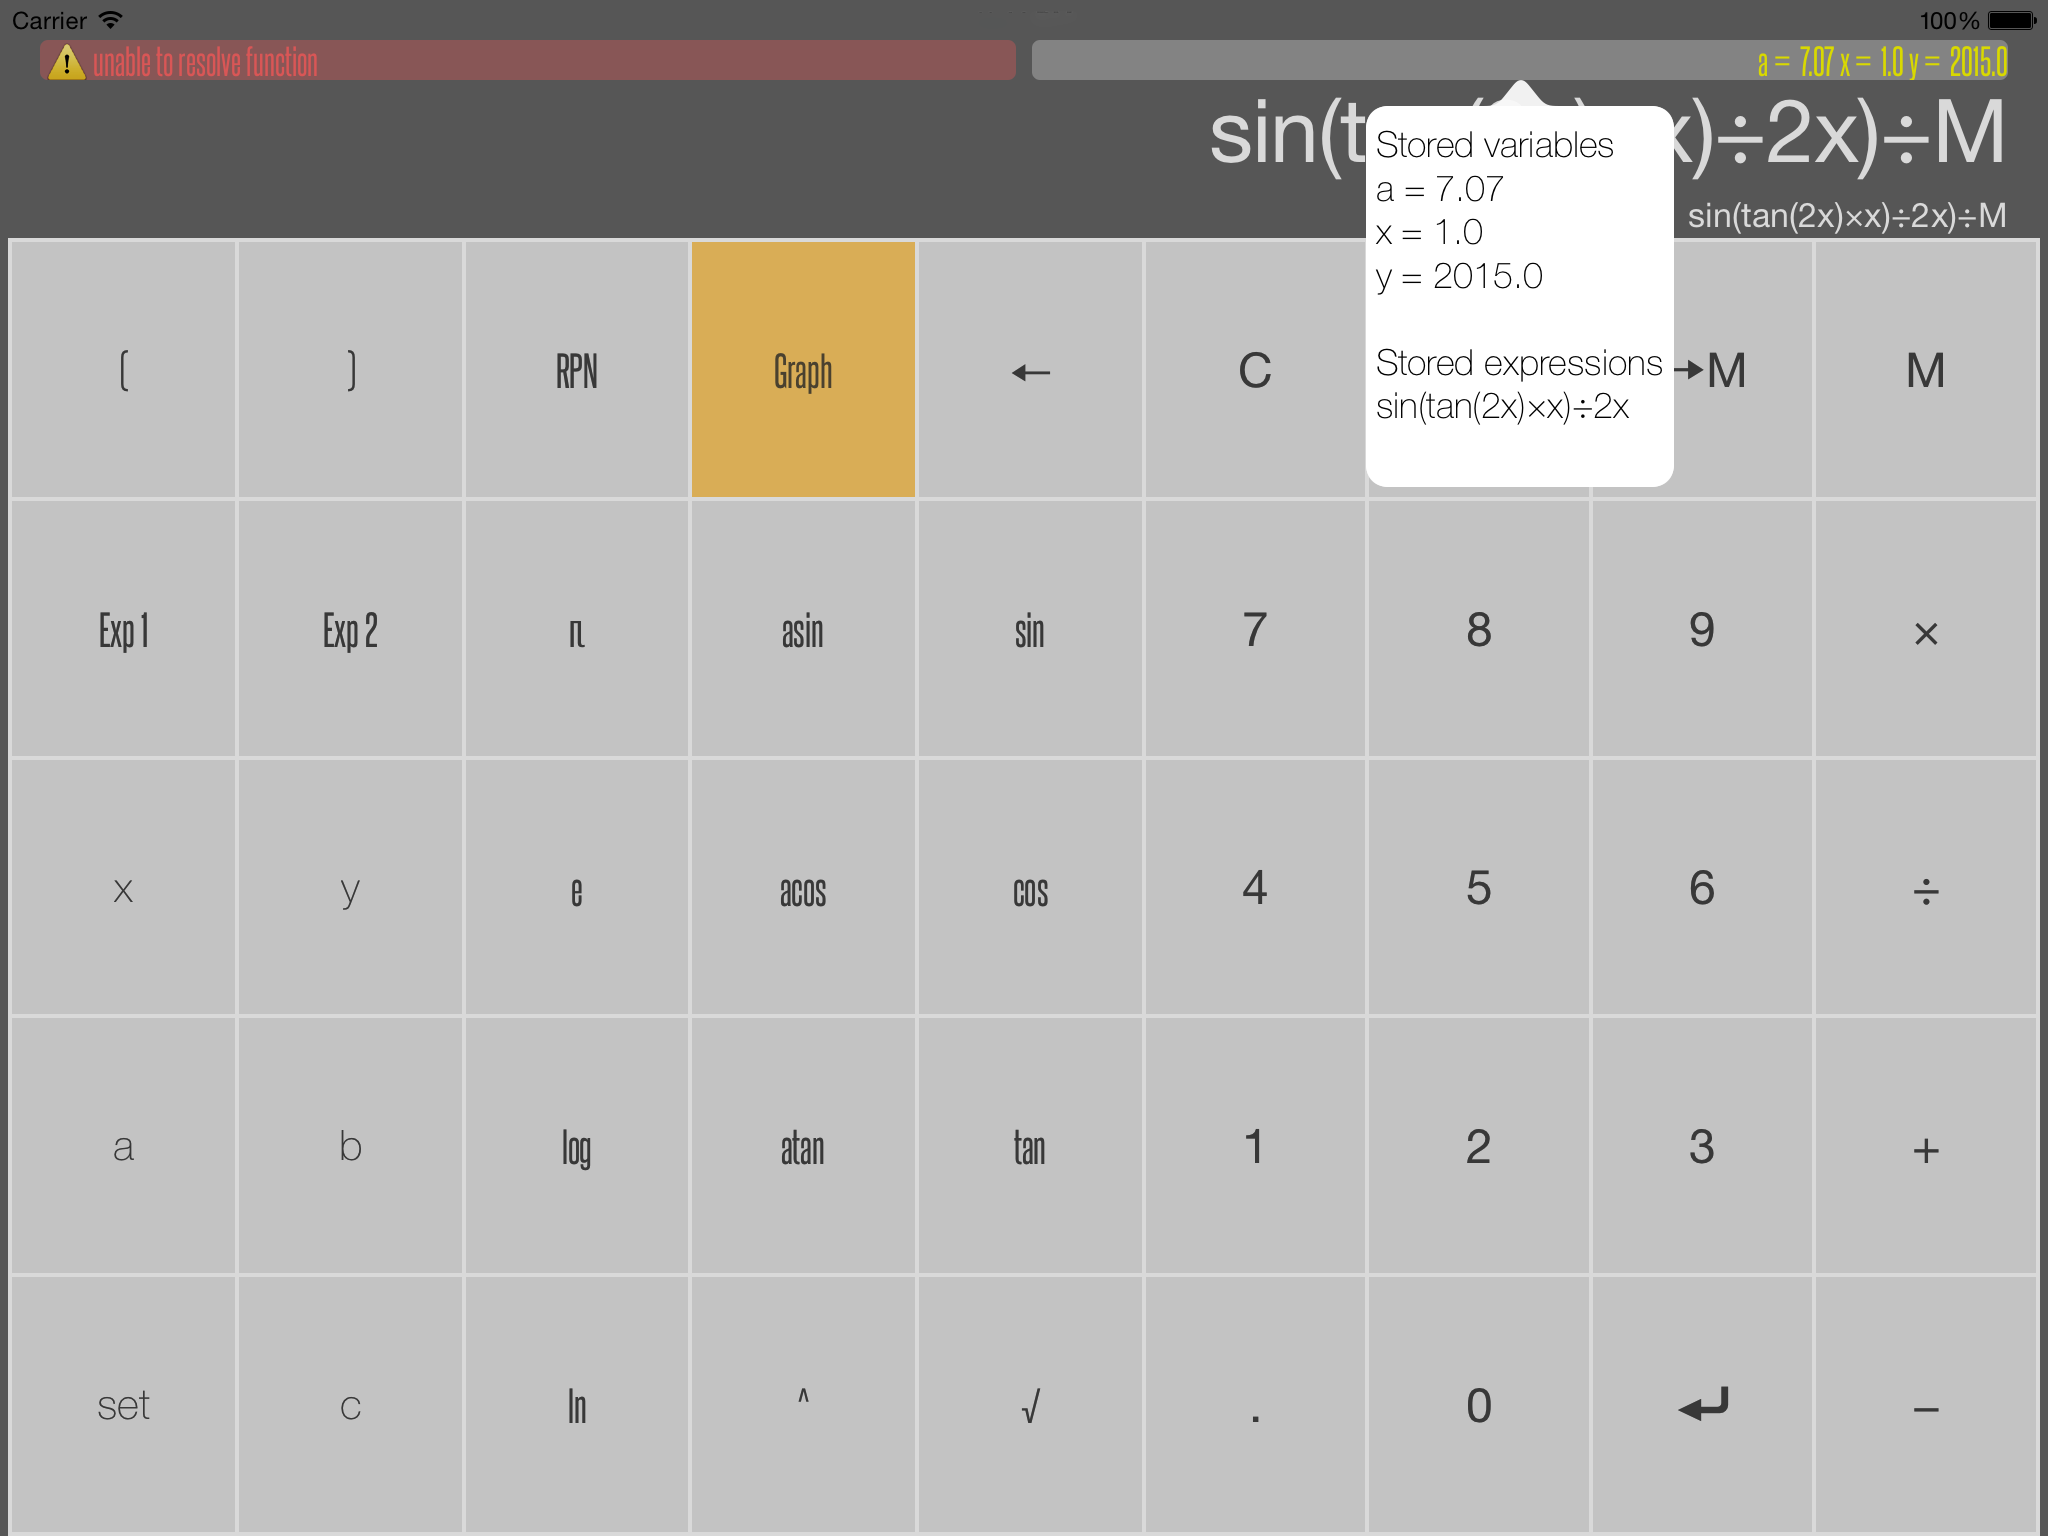 Carrier 100%
unable to resolve function
a = 7.07 x = 1.0 y = 2015.0
sin(t x)÷2x)÷M
sin(tan(2x)×x)÷2x)÷M
Stored variables
a = 7.07
x = 1.0
y = 2015.0
Stored expressions
sin(tan(2x)×x)÷2x
( ) RPN Graph ← C →M M
Exp 1 Exp 2 π asin sin 7 8 9 ×
x y e acos cos 4 5 6 ÷
a b log atan tan 1 2 3 +
set c ln ^ √ . 0 −